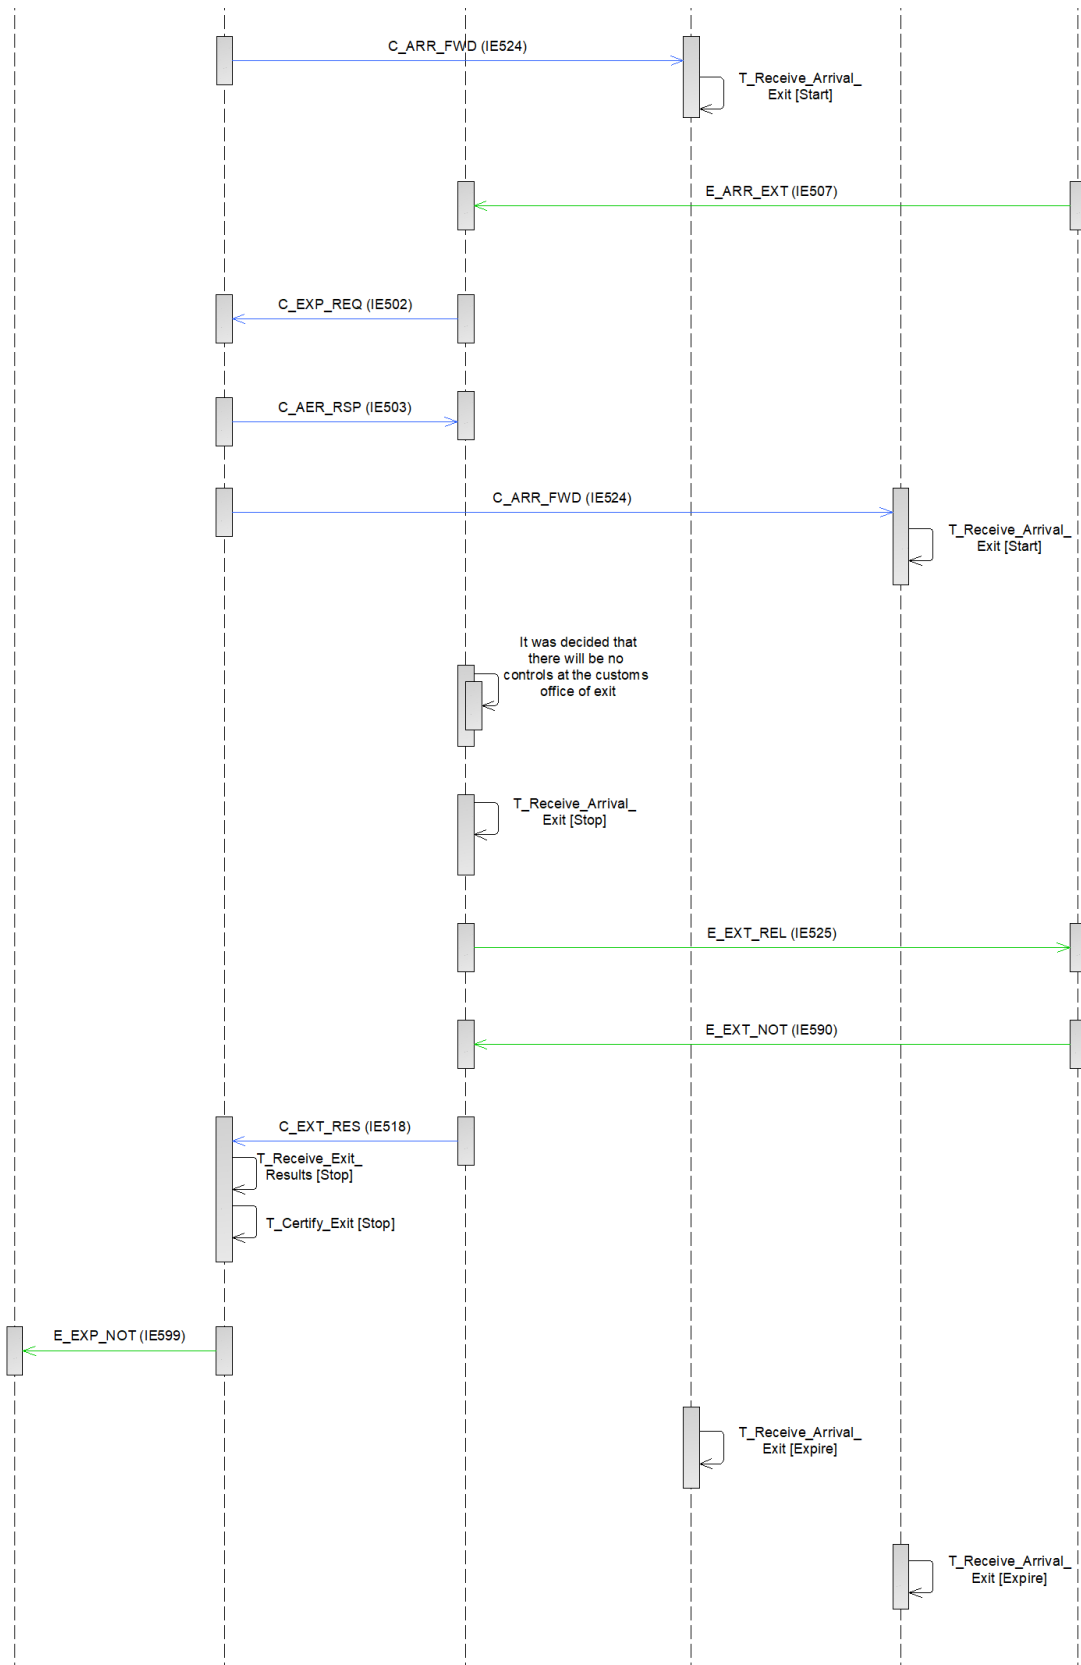 C_ARR_FWD (IE524)
T_Receive_Arrival_
Exit [Start]
E_ARR_EXT (IE507)
C_EXP_REQ (IE502)
C_AER_RSP (IE503)
C_ARR_FWD (IE524)
T_Receive_Arrival_
Exit [Start]
It was decided that
there will be no
controls at the customs
office of exit
T_Receive_Arrival_
Exit [Stop]
E_EXT_REL (IE525)
E_EXT_NOT (IE590)
C_EXT_RES (IE518)
T_Receive_Exit_
Results [Stop]
T_Certify_Exit [Stop]
E_EXP_NOT (IE599)
T_Receive_Arrival_
Exit [Expire]
T_Receive_Arrival_
Exit [Expire]